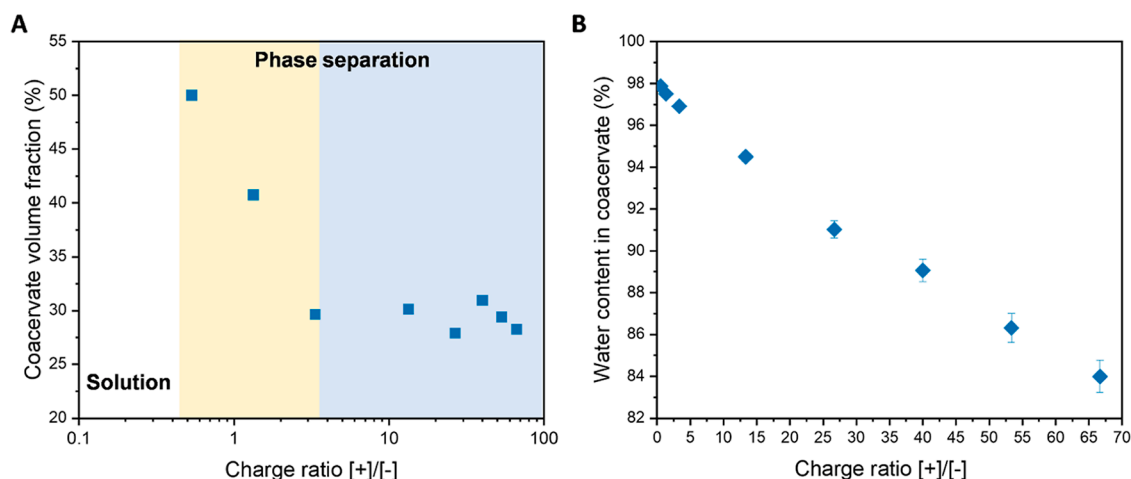 A
Coacervate volume fraction (%)
55
50
45
40
35
30
25
20
Phase separation
Solution
0.1
1
10
100
Charge ratio [+]/[-]
B
Water content in coacervate (%)
100
98
96
94
92
90
88
86
84
82
0 5 10 15 20 25 30 35 40 45 50 55 60 65 70
Charge ratio [+]/[-]